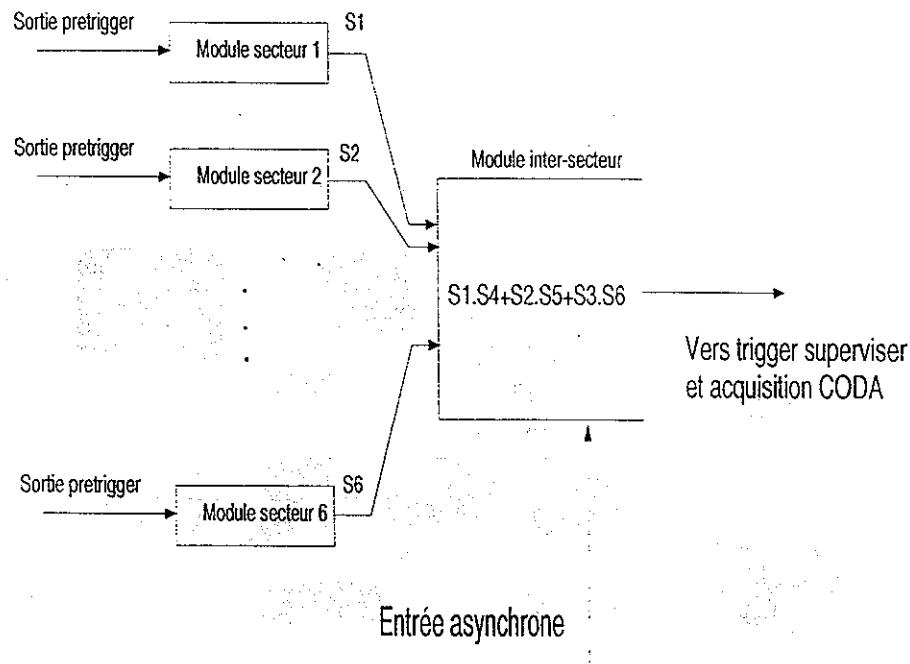 Sortie pretrigger
S1
Module secteur 1
Sortie pretrigger
S2
Module inter-secteur
Module secteur 2
S1.S4+S2.S5+S3.S6
Vers trigger superviser
et acquisition CODA
Sortie pretrigger
S6
Module secteur 6
Entrée asynchrone